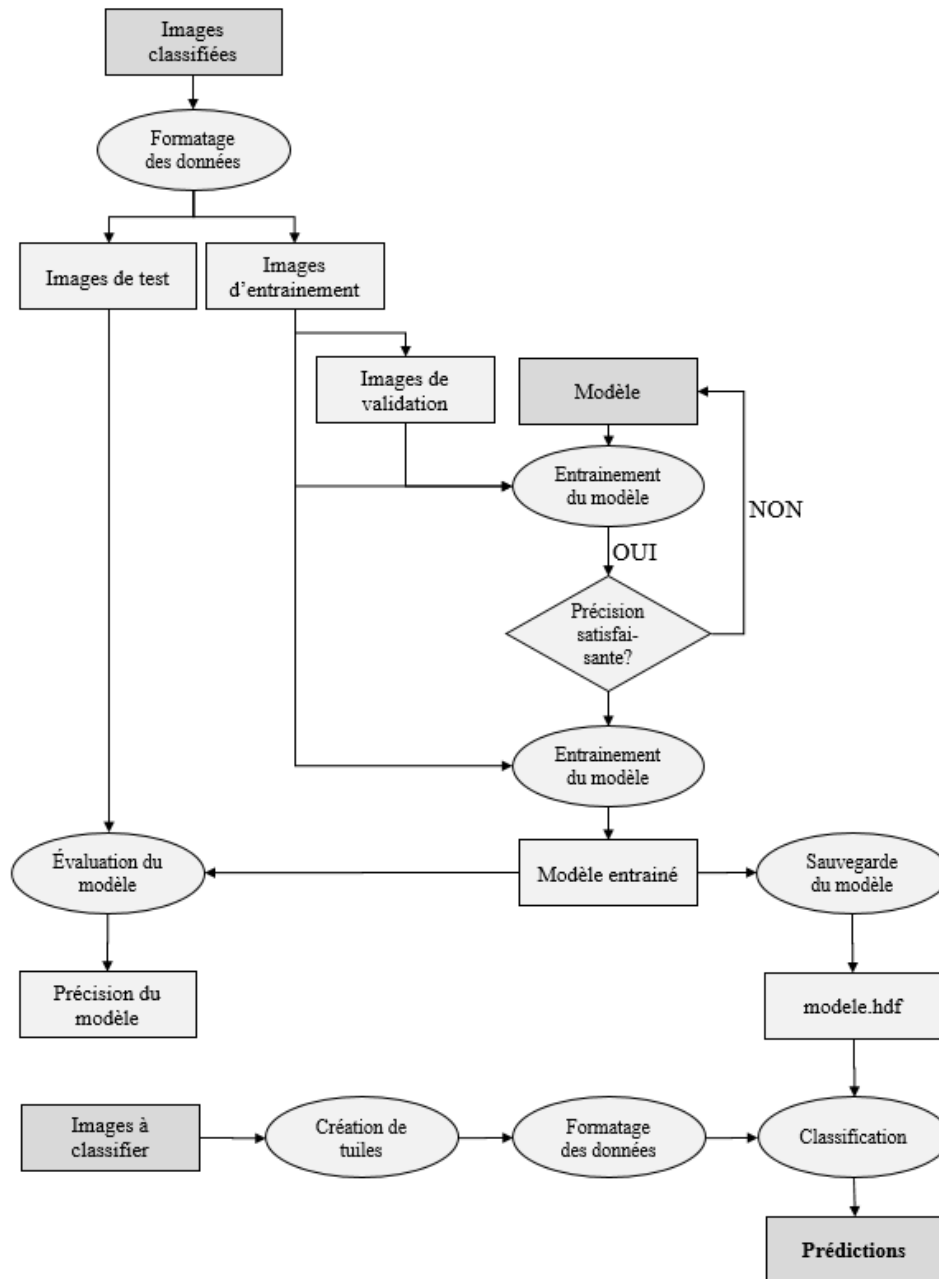 Images
classifiées
Formatage
des données
Images de test
Images
d'entrainement
Images de
validation
Modèle
Entrainement
du modèle
NON
OUI
Précision
satisfai-
sante?
Entrainement
du modèle
Évaluation du
modèle
Modèle entrainé
Sauvegarde
du modèle
Précision du
modèle
modele.hdf
Images à
classifier
Création de
tuiles
Formatage
des données
Classification
Prédictions